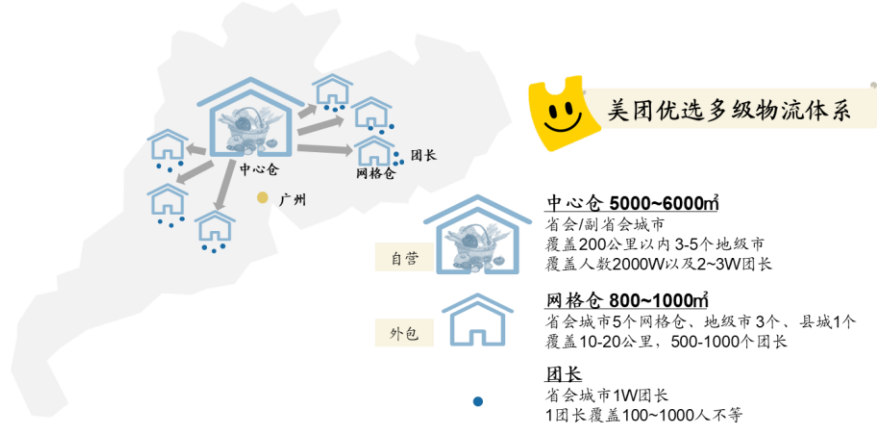 美团优选多级物流体系
中心仓
网格仓
团长
广州
自营
中心仓 5000~6000㎡
省会/副省会城市
覆盖200公里以内 3-5个地级市
覆盖人数2000W以及2~3W团长
外包
网格仓 800~1000㎡
省会城市5个网格仓、地级市 3个、县城1个
覆盖10-20公里，500-1000个团长
团长
省会城市1W团长
1团长覆盖100~1000人不等